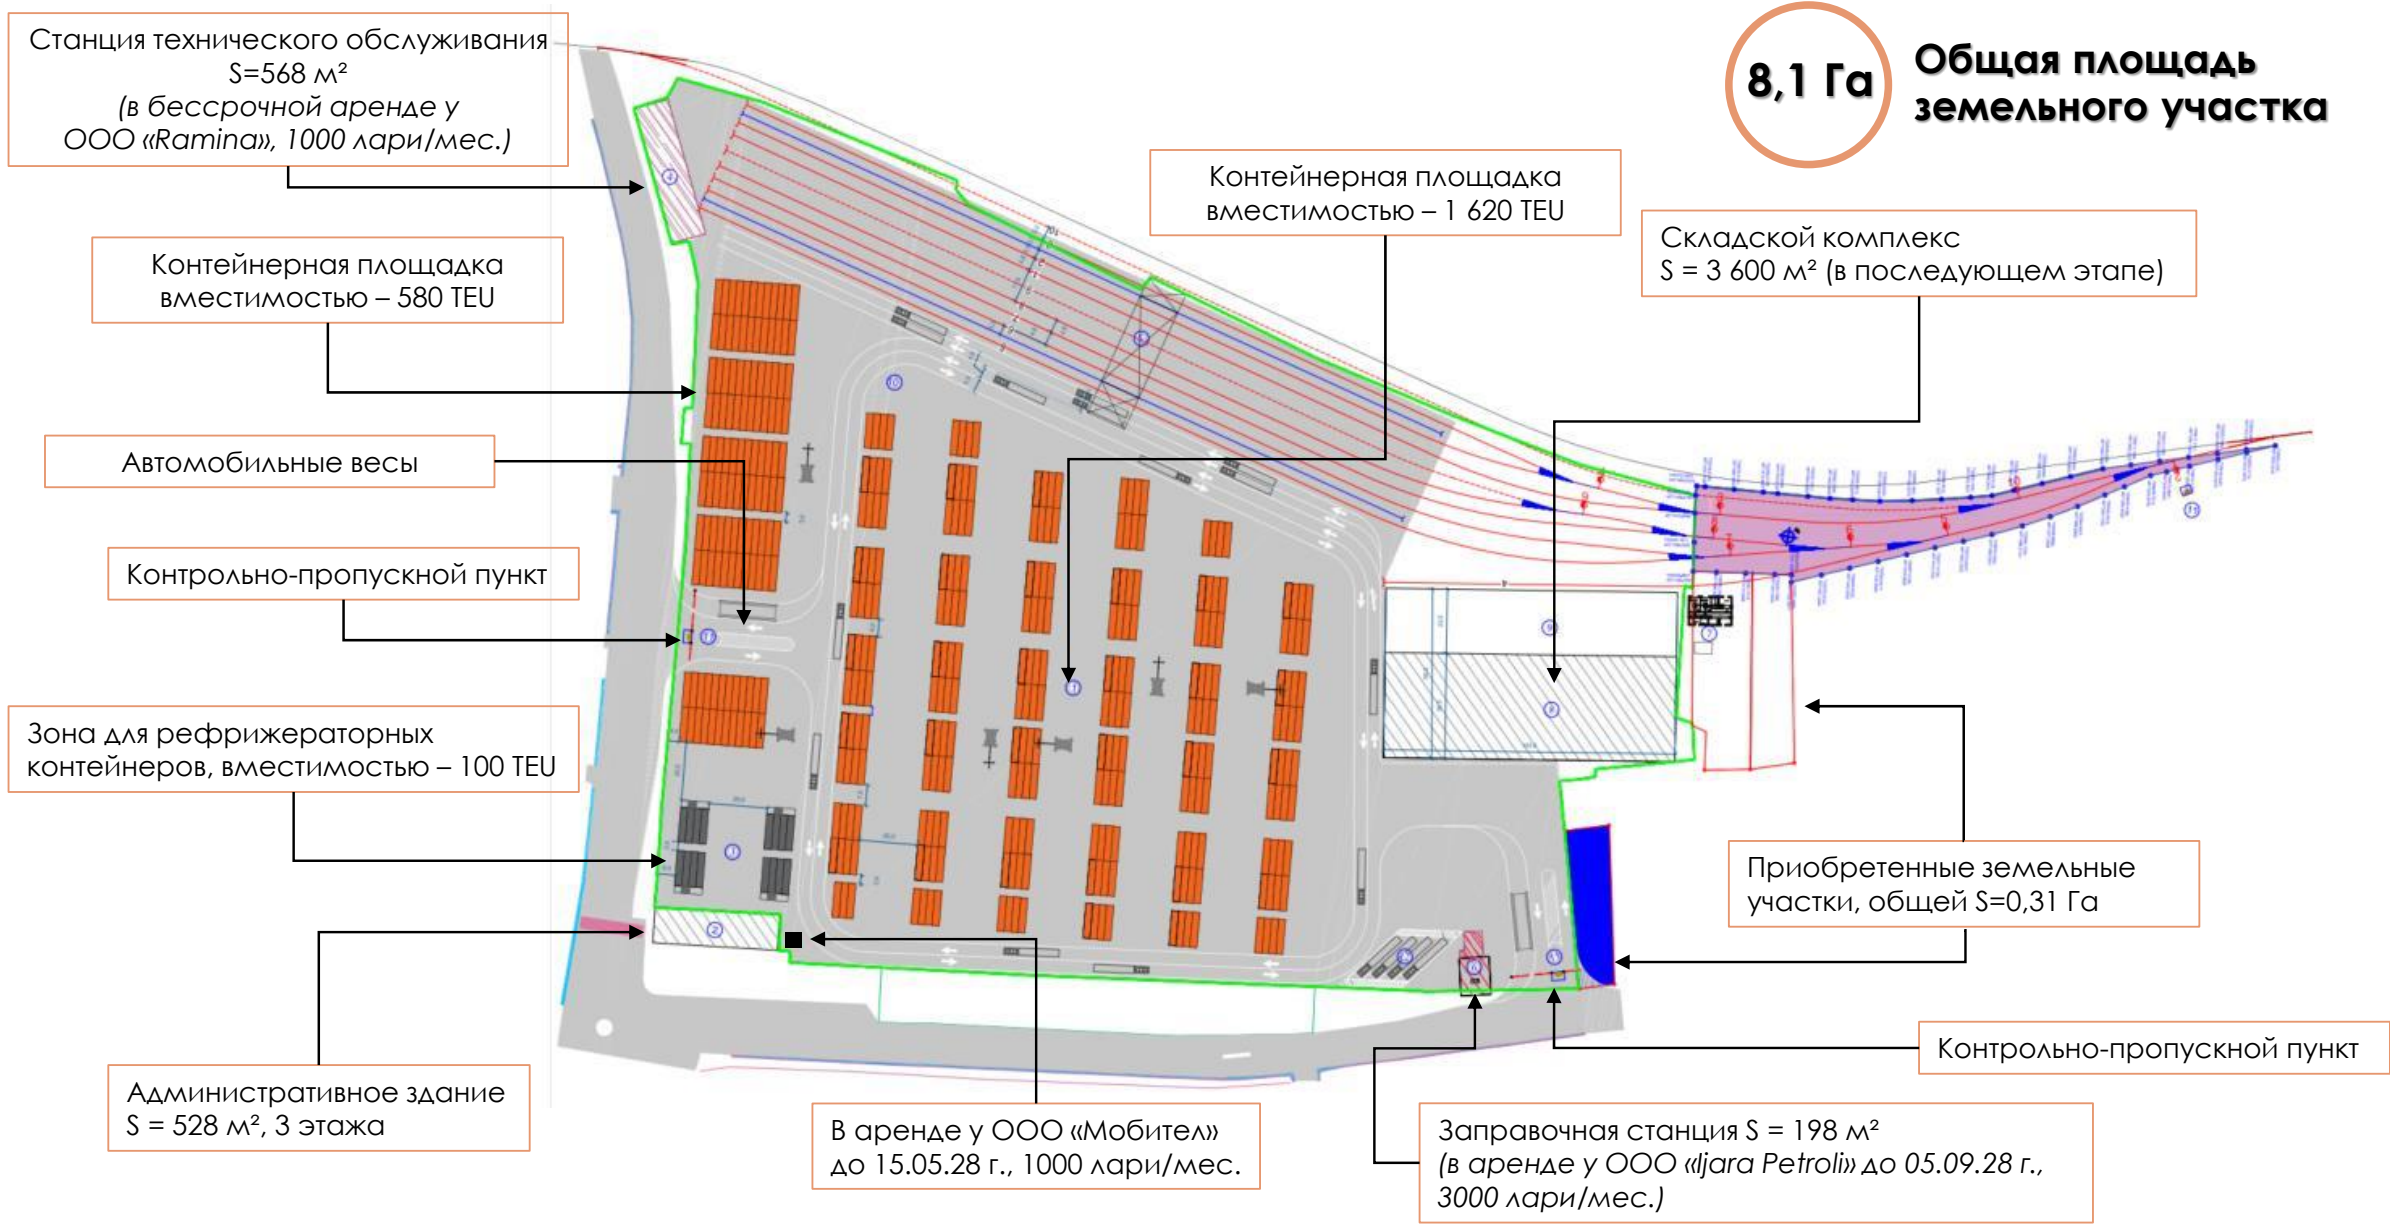 Станция технического обслуживания
S=568 м²
(в бессрочной аренде у
ООО «Ramina», 1000 лари/мес.)
8,1 Га
Общая площадь
земельного участка
Контейнерная площадка
вместимостью – 1 620 TEU
Складской комплекс
S = 3 600 м² (в последующем этапе)
Контейнерная площадка
вместимостью – 580 TEU
Автомобильные весы
Контрольно-пропускной пункт
Зона для рефрижераторных
контейнеров, вместимостью – 100 TEU
Приобретенные земельные
участки, общей S=0,31 Га
Контрольно-пропускной пункт
Административное здание
S = 528 м², 3 этажа
В аренде у ООО «Мобител»
до 15.05.28 г., 1000 лари/мес.
Заправочная станция S = 198 м²
(в аренде у ООО «Ijara Petroli» до 05.09.28 г.,
3000 лари/мес.)